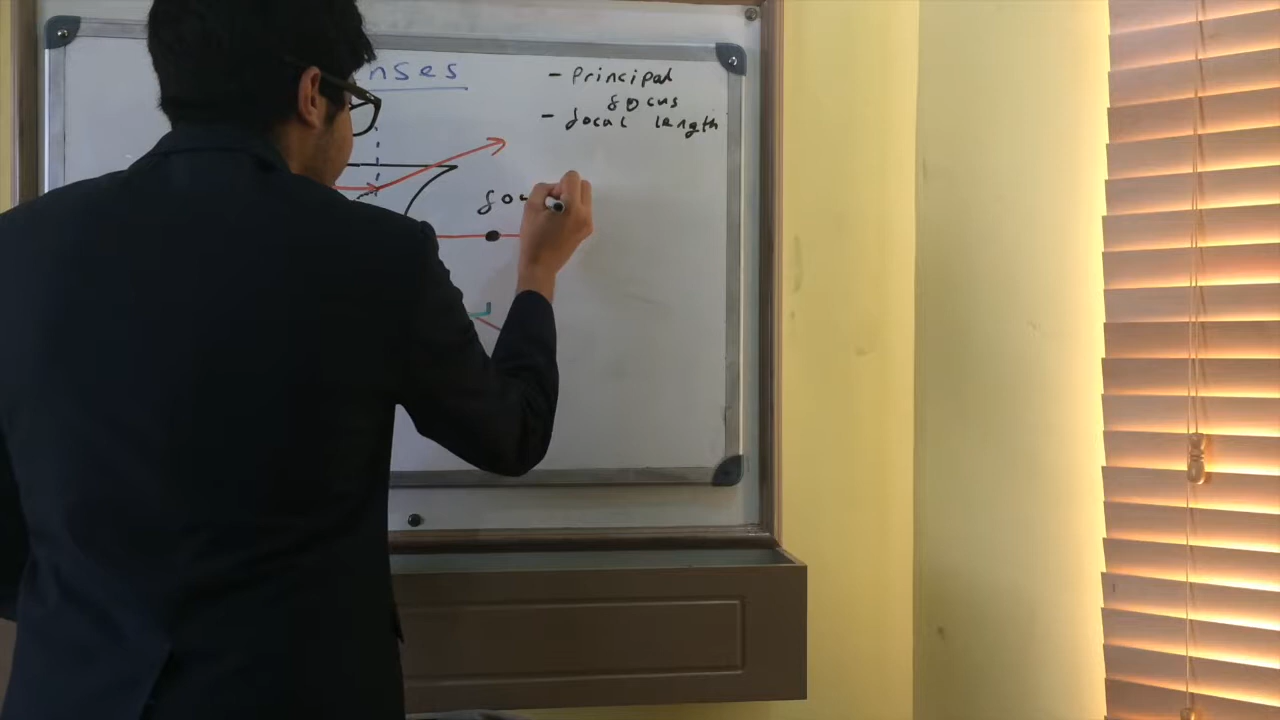 nses
- Principal
focus
- focal length